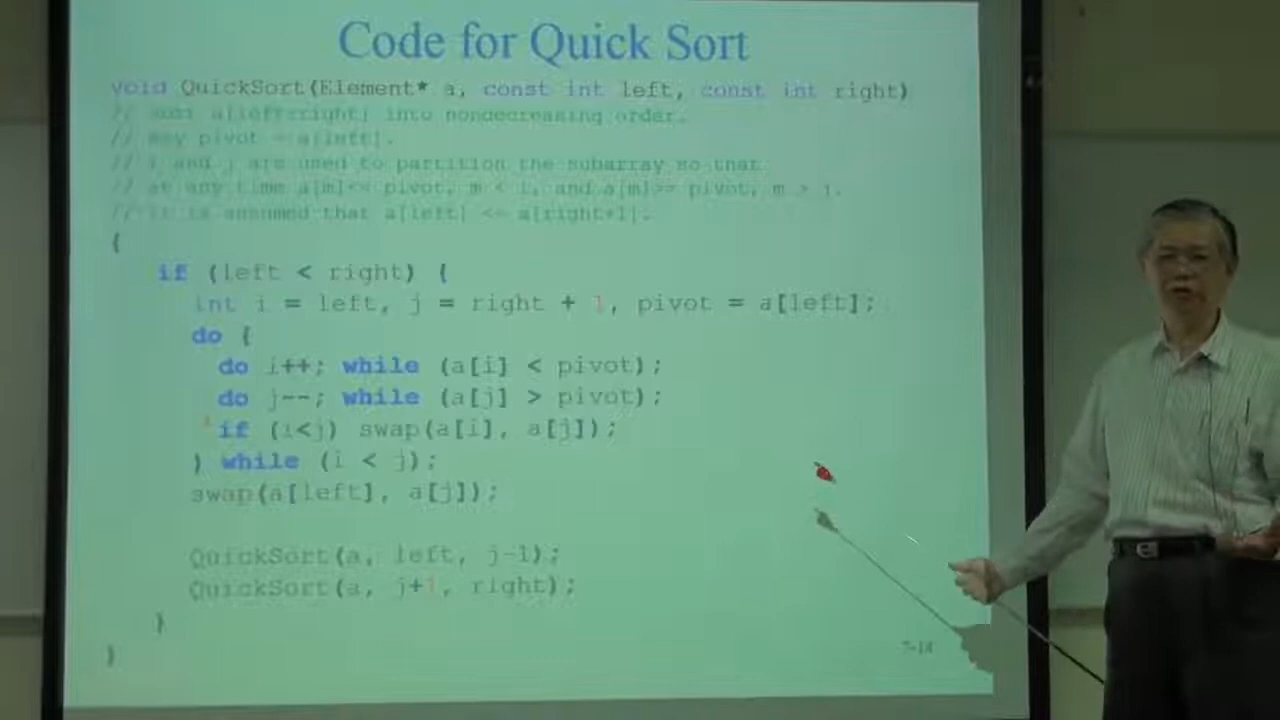 Code for Quick Sort
void QuickSort(Element* a, const int left, const int right)
// Sort a[left:right] into nondecreasing order.
// Any pivot = a[left].
// i and j are used to partition the subarray so that
// at any time a[m]<= pivot, m < i, and a[m]>= pivot, m > j.
// It is assumed that a[left] <= a[right+1].
{
if (left < right) {
int i = left, j = right + 1, pivot = a[left];
do {
do i++; while (a[i] < pivot);
do j--; while (a[j] > pivot);
if (i<j) swap(a[i], a[j]);
} while (i < j);
swap(a[left], a[j]);
QuickSort(a, left, j-1);
QuickSort(a, j+1, right);
}
}
7-18